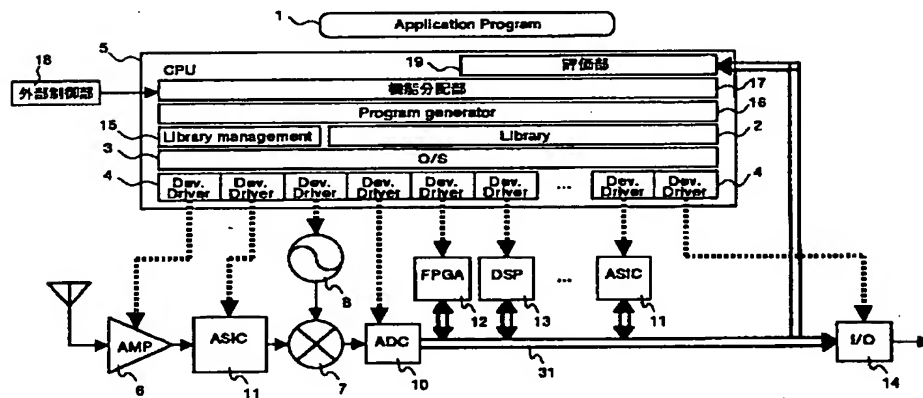 1
Application Program
5
CPU
19
評価部
18
外部制御部
機能分配部
17
Program generator
16
15
Library management
Library
2
3
O/S
4
Dev. Driver
Dev. Driver
Dev. Driver
Dev. Driver
Dev. Driver
Dev. Driver
...
Dev. Driver
Dev. Driver
4
8
FPGA
12
DSP
13
...
ASIC
11
AMP
6
ASIC
11
7
ADC
10
31
I/O
14